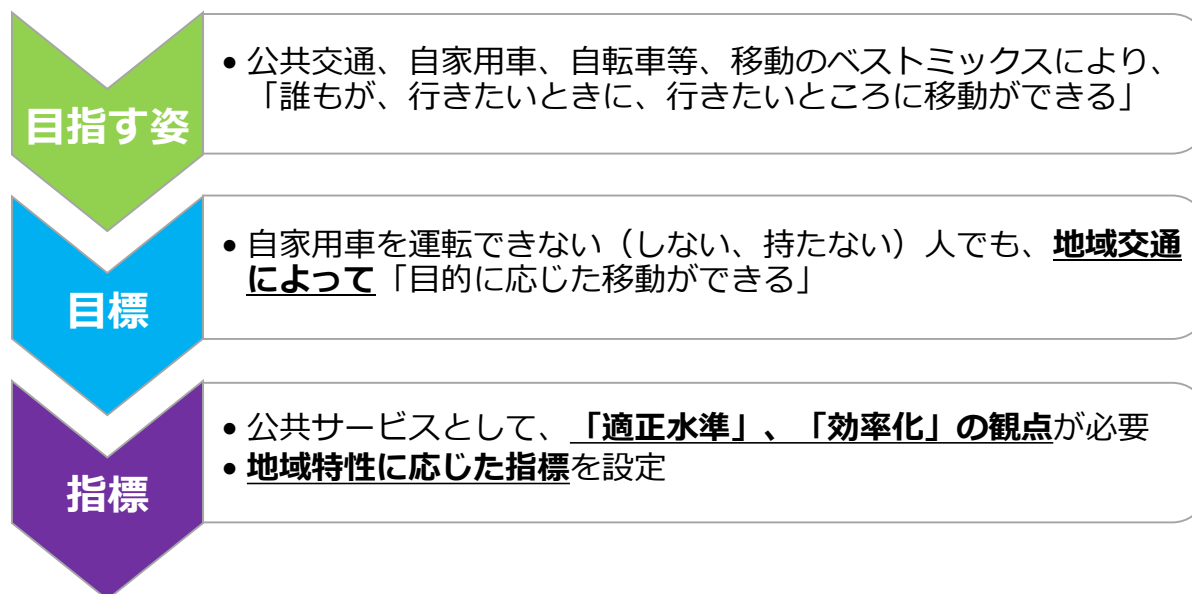 目指す姿
• 公共交通、自家用車、自転車等、移動のベストミックスにより、
「誰もが、行きたいときに、行きたいところに移動ができる」
目標
• 自家用車を運転できない（しない、持たない）人でも、地域交通
によって「目的に応じた移動ができる」
指標
• 公共サービスとして、「適正水準」、「効率化」の観点が必要
• 地域特性に応じた指標を設定